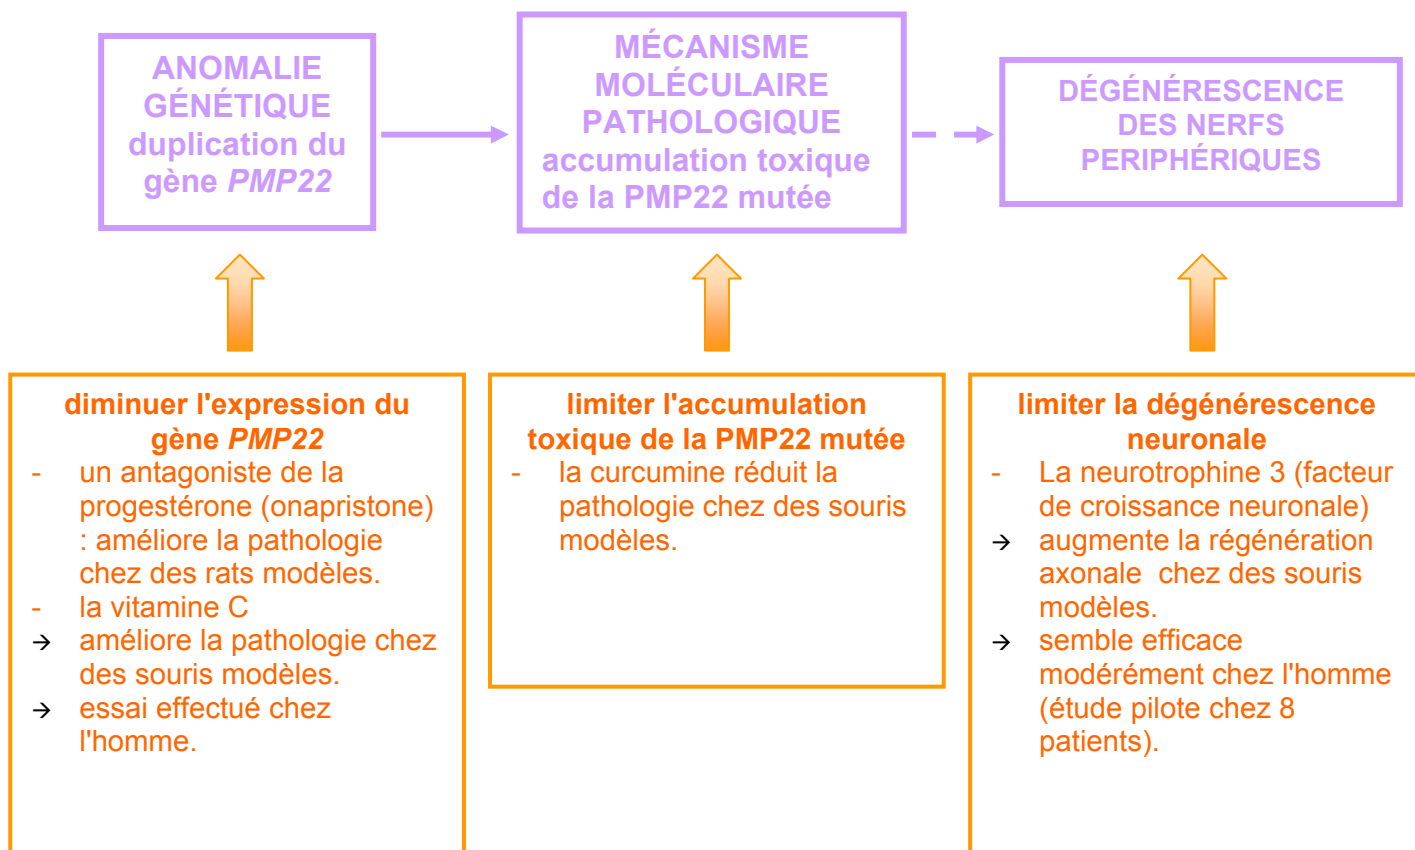 ANOMALIE
GÉNÉTIQUE
duplication du
gène PMP22
MÉCANISME
MOLÉCULAIRE
PATHOLOGIQUE
accumulation toxique
de la PMP22 mutée
DÉGÉNÉRESCENCE
DES NERFS
PERIPHÉRIQUES
diminuer l'expression du
gène PMP22
- un antagoniste de la
progestérone (onapristone)
: améliore la pathologie
chez des rats modèles.
- la vitamine C
→ améliore la pathologie chez
des souris modèles.
→ essai effectué chez
l'homme.
limiter l'accumulation
toxique de la PMP22 mutée
- la curcumine réduit la
pathologie chez des souris
modèles.
limiter la dégénérescence
neuronale
- La neurotrophine 3 (facteur
de croissance neuronale)
→ augmente la régénération
axonale chez des souris
modèles.
→ semble efficace
modérément chez l'homme
(étude pilote chez 8
patients).